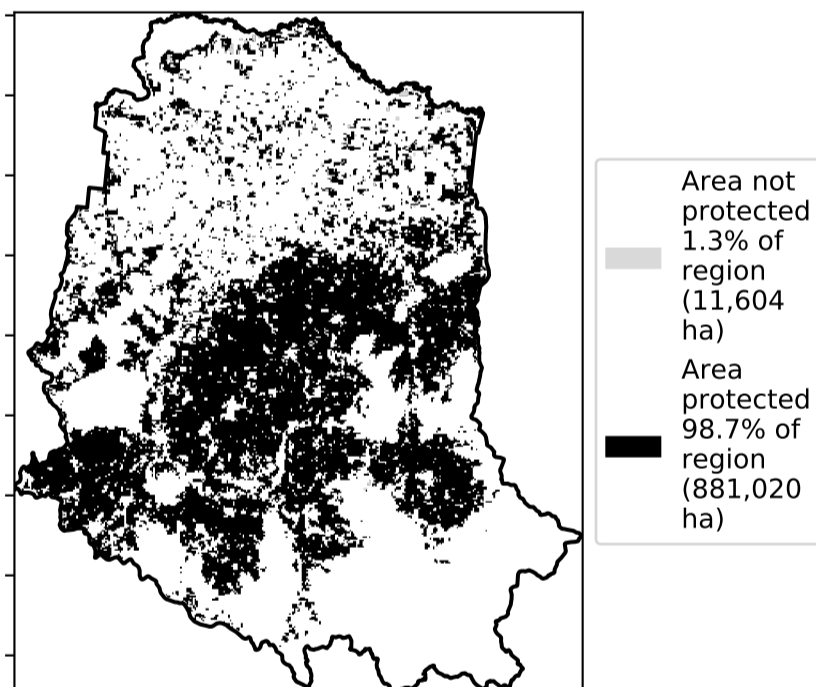 Area not
protected
1.3% of
region
(11,604
ha)
Area
protected
98.7% of
region
(881,020
ha)